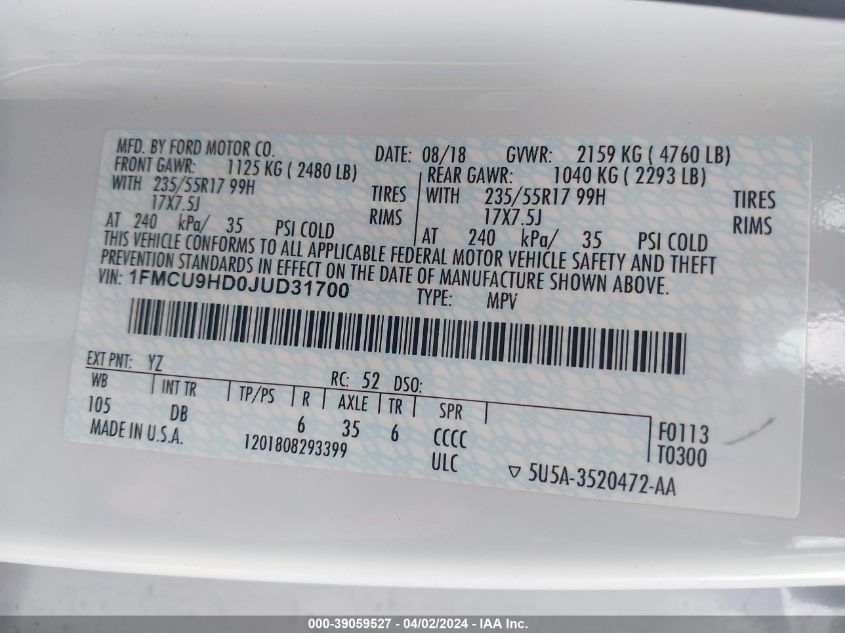 MFD. BY FORD MOTOR CO. DATE: 08/18 GVWR: 2159 KG ( 4760 LB)
FRONT GAWR: 1125 KG ( 2480 LB) REAR GAWR: 1040 KG ( 2293 LB)
WITH 235/55R17 99H TIRES WITH 235/55R17 99H TIRES
17X7.5J RIMS 17X7.5J RIMS
AT 240 kPa/ 35 PSI COLD AT 240 kPa/ 35 PSI COLD
THIS VEHICLE CONFORMS TO ALL APPLICABLE FEDERAL MOTOR VEHICLE SAFETY AND THEFT
PREVENTION STANDARDS IN EFFECT ON THE DATE OF MANUFACTURE SHOWN ABOVE.
VIN: 1FMCU9HD0JUD31700 TYPE: MPV
EXT PNT: YZ RC: 52 DSO:
WB INT TR TP/PS R AXLE TR SPR
105 DB 6 35 6 CCCC F0113
MADE IN U.S.A. 1201808293399 ULC T0300
▽ 5U5A-3520472-AA
000-39059527 - 04/02/2024 - IAA Inc.